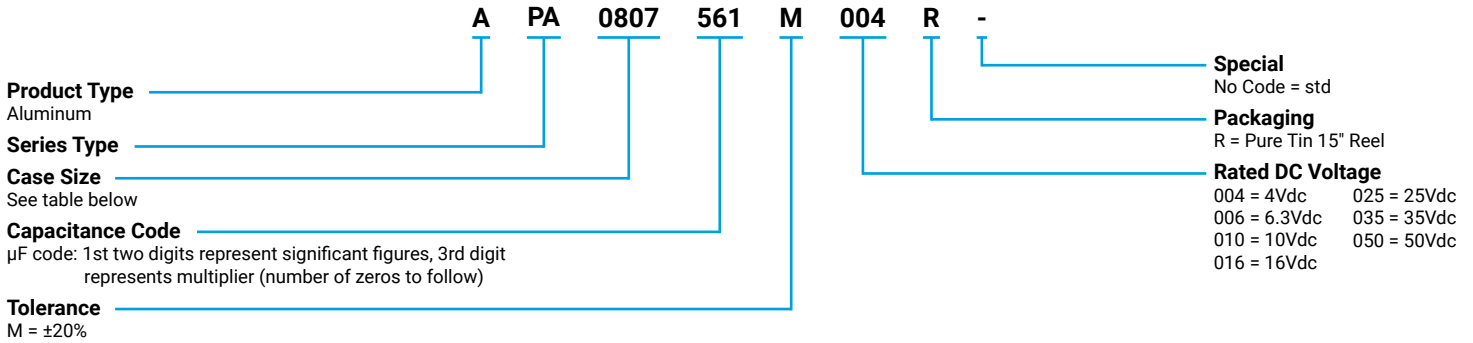 A PA 0807 561 M 004 R -
Product Type
Aluminum
Series Type
Case Size
See table below
Capacitance Code
µF code: 1st two digits represent significant figures, 3rd digit
represents multiplier (number of zeros to follow)
Tolerance
M = ±20%
Special
No Code = std
Packaging
R = Pure Tin 15" Reel
Rated DC Voltage
004 = 4Vdc 025 = 25Vdc
006 = 6.3Vdc 035 = 35Vdc
010 = 10Vdc 050 = 50Vdc
016 = 16Vdc